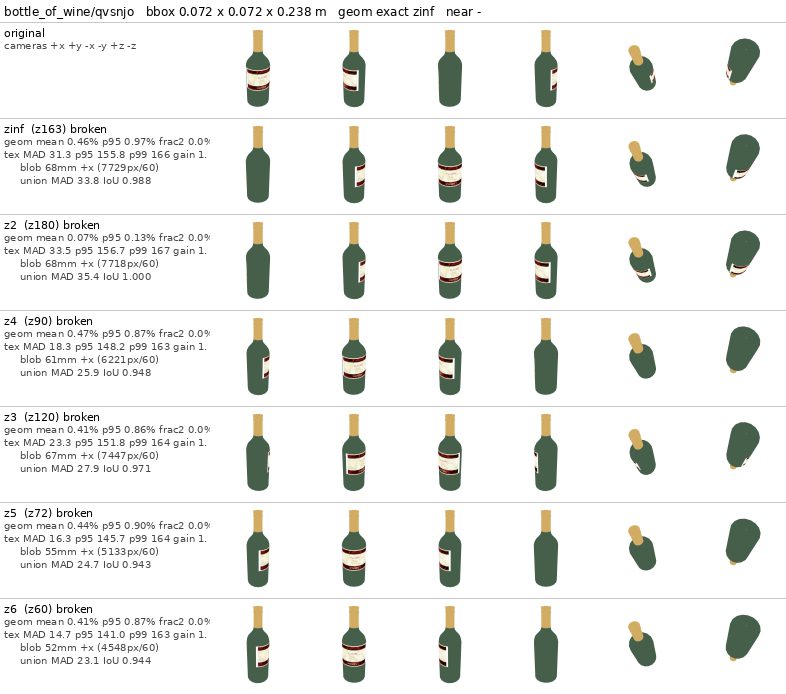 bottle_of_wine/qvsnjo bbox 0.072 x 0.072 x 0.238 m geom exact zinf near -
original
cameras +x +y -x -y +z -z
zinf (z163) broken
geom mean 0.46% p95 0.97% frac2 0.0%
tex MAD 31.3 p95 155.8 p99 166 gain 1.
blob 68mm +x (7729px/60)
union MAD 33.8 IoU 0.988
z2 (z180) broken
geom mean 0.07% p95 0.13% frac2 0.0%
tex MAD 33.5 p95 156.7 p99 167 gain 1.
blob 68mm +x (7718px/60)
union MAD 35.4 IoU 1.000
z4 (z90) broken
geom mean 0.47% p95 0.87% frac2 0.0%
tex MAD 18.3 p95 148.2 p99 163 gain 1.
blob 61mm +x (6221px/60)
union MAD 25.9 IoU 0.948
z3 (z120) broken
geom mean 0.41% p95 0.86% frac2 0.0%
tex MAD 23.3 p95 151.8 p99 164 gain 1.
blob 67mm +x (7447px/60)
union MAD 27.9 IoU 0.971
z5 (z72) broken
geom mean 0.44% p95 0.90% frac2 0.0%
tex MAD 16.3 p95 145.7 p99 164 gain 1.
blob 55mm +x (5133px/60)
union MAD 24.7 IoU 0.943
z6 (z60) broken
geom mean 0.41% p95 0.87% frac2 0.0%
tex MAD 14.7 p95 141.0 p99 163 gain 1.
blob 52mm +x (4548px/60)
union MAD 23.1 IoU 0.944